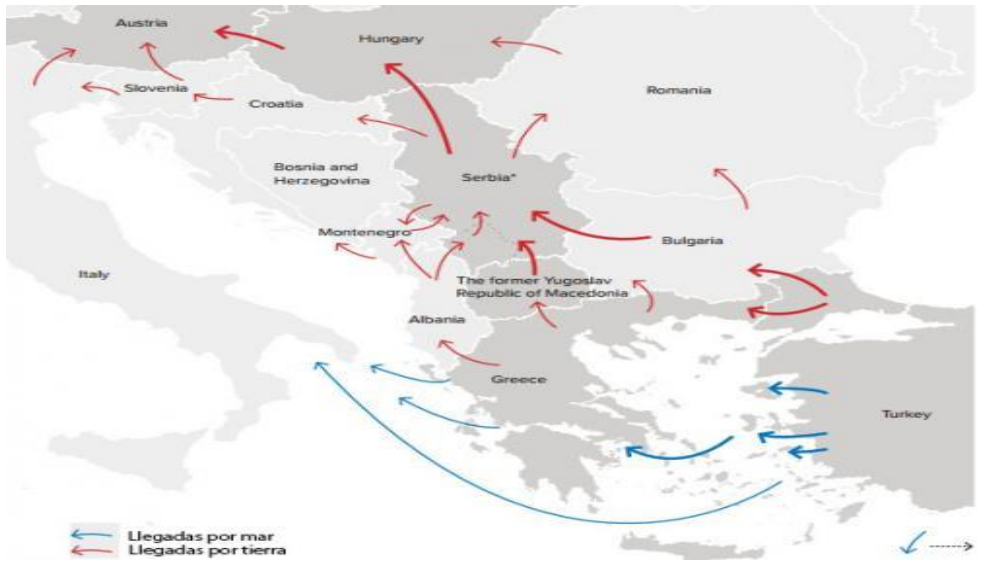 Austria
Hungary
Slovenia
Croatia
Romania
Bosnia and
Herzegovina
Serbia*
Montenegro
Bulgaria
Italy
The former Yugoslav
Republic of Macedonia
Albania
Greece
Turkey
Llegadas por mar
Llegadas por tierra